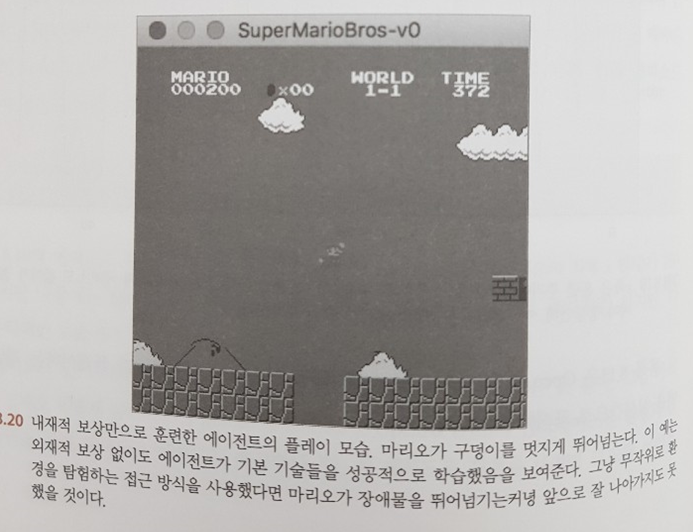 SuperMarioBros-v0
MARIO WORLD TIME
000200 ×00 1-1 372
3.20 내재적 보상만으로 훈련한 에이전트의 플레이 모습. 마리오가 구덩이를 멋지게 뛰어넘는다. 이 예는
외재적 보상 없이도 에이전트가 기본 기술들을 성공적으로 학습했음을 보여준다. 그냥 무작위로 환
경을 탐험하는 접근 방식을 사용했다면 마리오가 장애물을 뛰어넘기는커녕 앞으로 잘 나아가지도 못
했을 것이다.